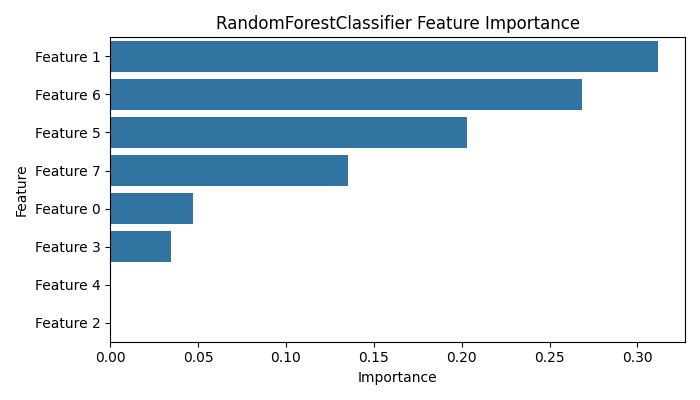 RandomForestClassifier Feature Importance
Feature 1
Feature 6
Feature 5
Feature 7
Feature 0
Feature 3
Feature 4
Feature 2
Feature
0.00 0.05 0.10 0.15 0.20 0.25 0.30
Importance